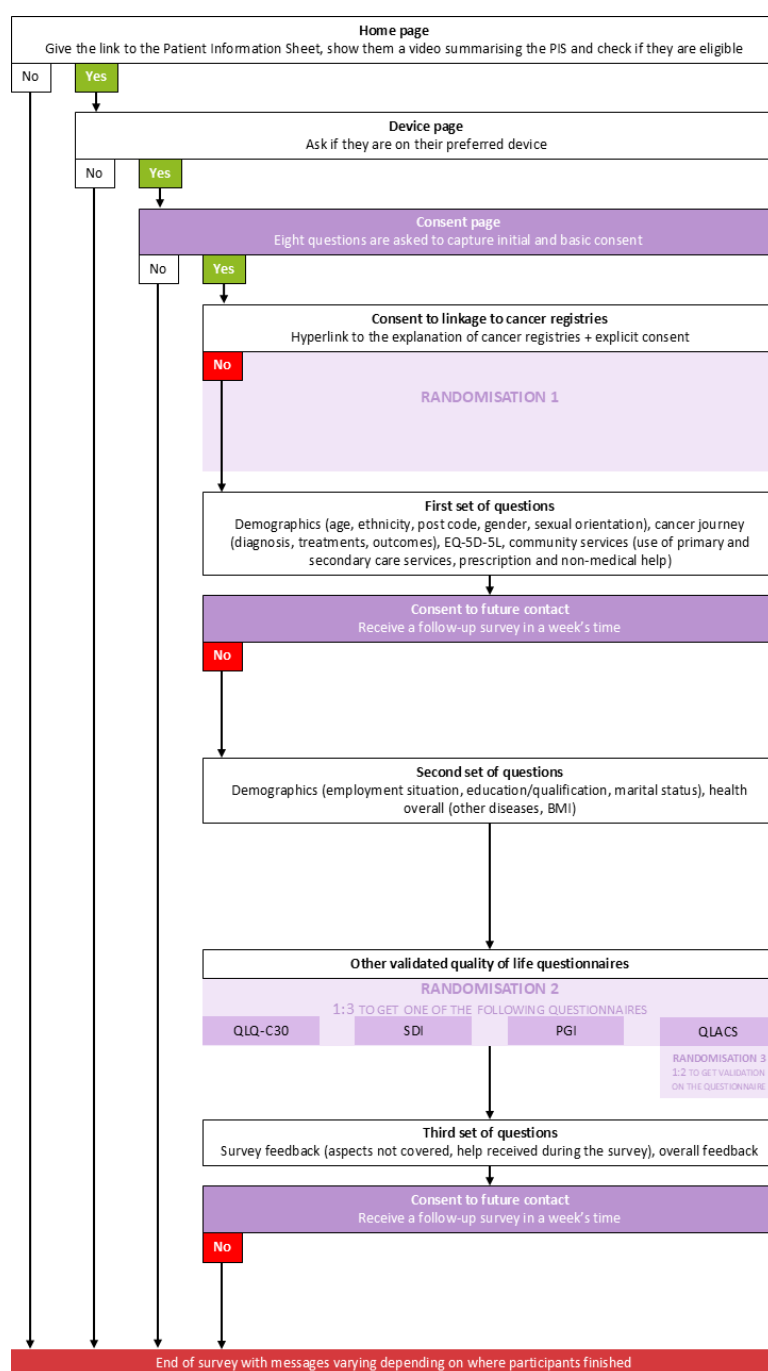 Home page
Give the link to the Patient Information Sheet, show them a video summarising the PIS and check if they are eligible
No
Yes
Device page
Ask if they are on their preferred device
No
Yes
Consent page
Eight questions are asked to capture initial and basic consent
No
Yes
Consent to linkage to cancer registries
Hyperlink to the explanation of cancer registries + explicit consent
No
RANDOMISATION 1
First set of questions
Demographics (age, ethnicity, post code, gender, sexual orientation), cancer journey
(diagnosis, treatments, outcomes), EQ-5D-5L, community services (use of primary and
secondary care services, prescription and non-medical help)
Consent to future contact
Receive a follow-up survey in a week's time
No
Second set of questions
Demographics (employment situation, education/qualification, marital status), health
overall (other diseases, BMI)
Other validated quality of life questionnaires
RANDOMISATION 2
1:3 TO GET ONE OF THE FOLLOWING QUESTIONNAIRES
QLQ-C30
SDI
PGI
QLACS
RANDOMISATION 3
1:2 TO GET VALIDATION
ON THE QUESTIONNAIRE
Third set of questions
Survey feedback (aspects not covered, help received during the survey), overall feedback
Consent to future contact
Receive a follow-up survey in a week's time
No
End of survey with messages varying depending on where participants finished